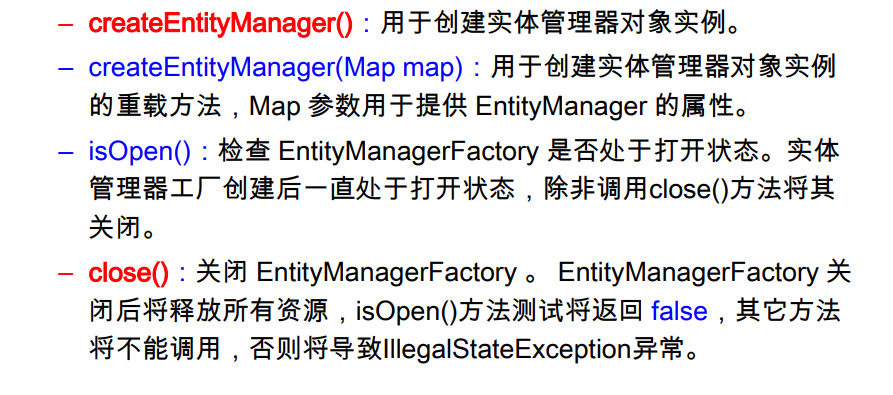 – createEntityManager()：用于创建实体管理器对象实例。
– createEntityManager(Map map)：用于创建实体管理器对象实例
的重载方法，Map 参数用于提供 EntityManager 的属性。
– isOpen()：检查 EntityManagerFactory 是否处于打开状态。实体
管理器工厂创建后一直处于打开状态，除非调用close()方法将其
关闭。
– close()：关闭 EntityManagerFactory 。 EntityManagerFactory 关
闭后将释放所有资源，isOpen()方法测试将返回 false，其它方法
将不能调用，否则将导致IllegalStateException异常。